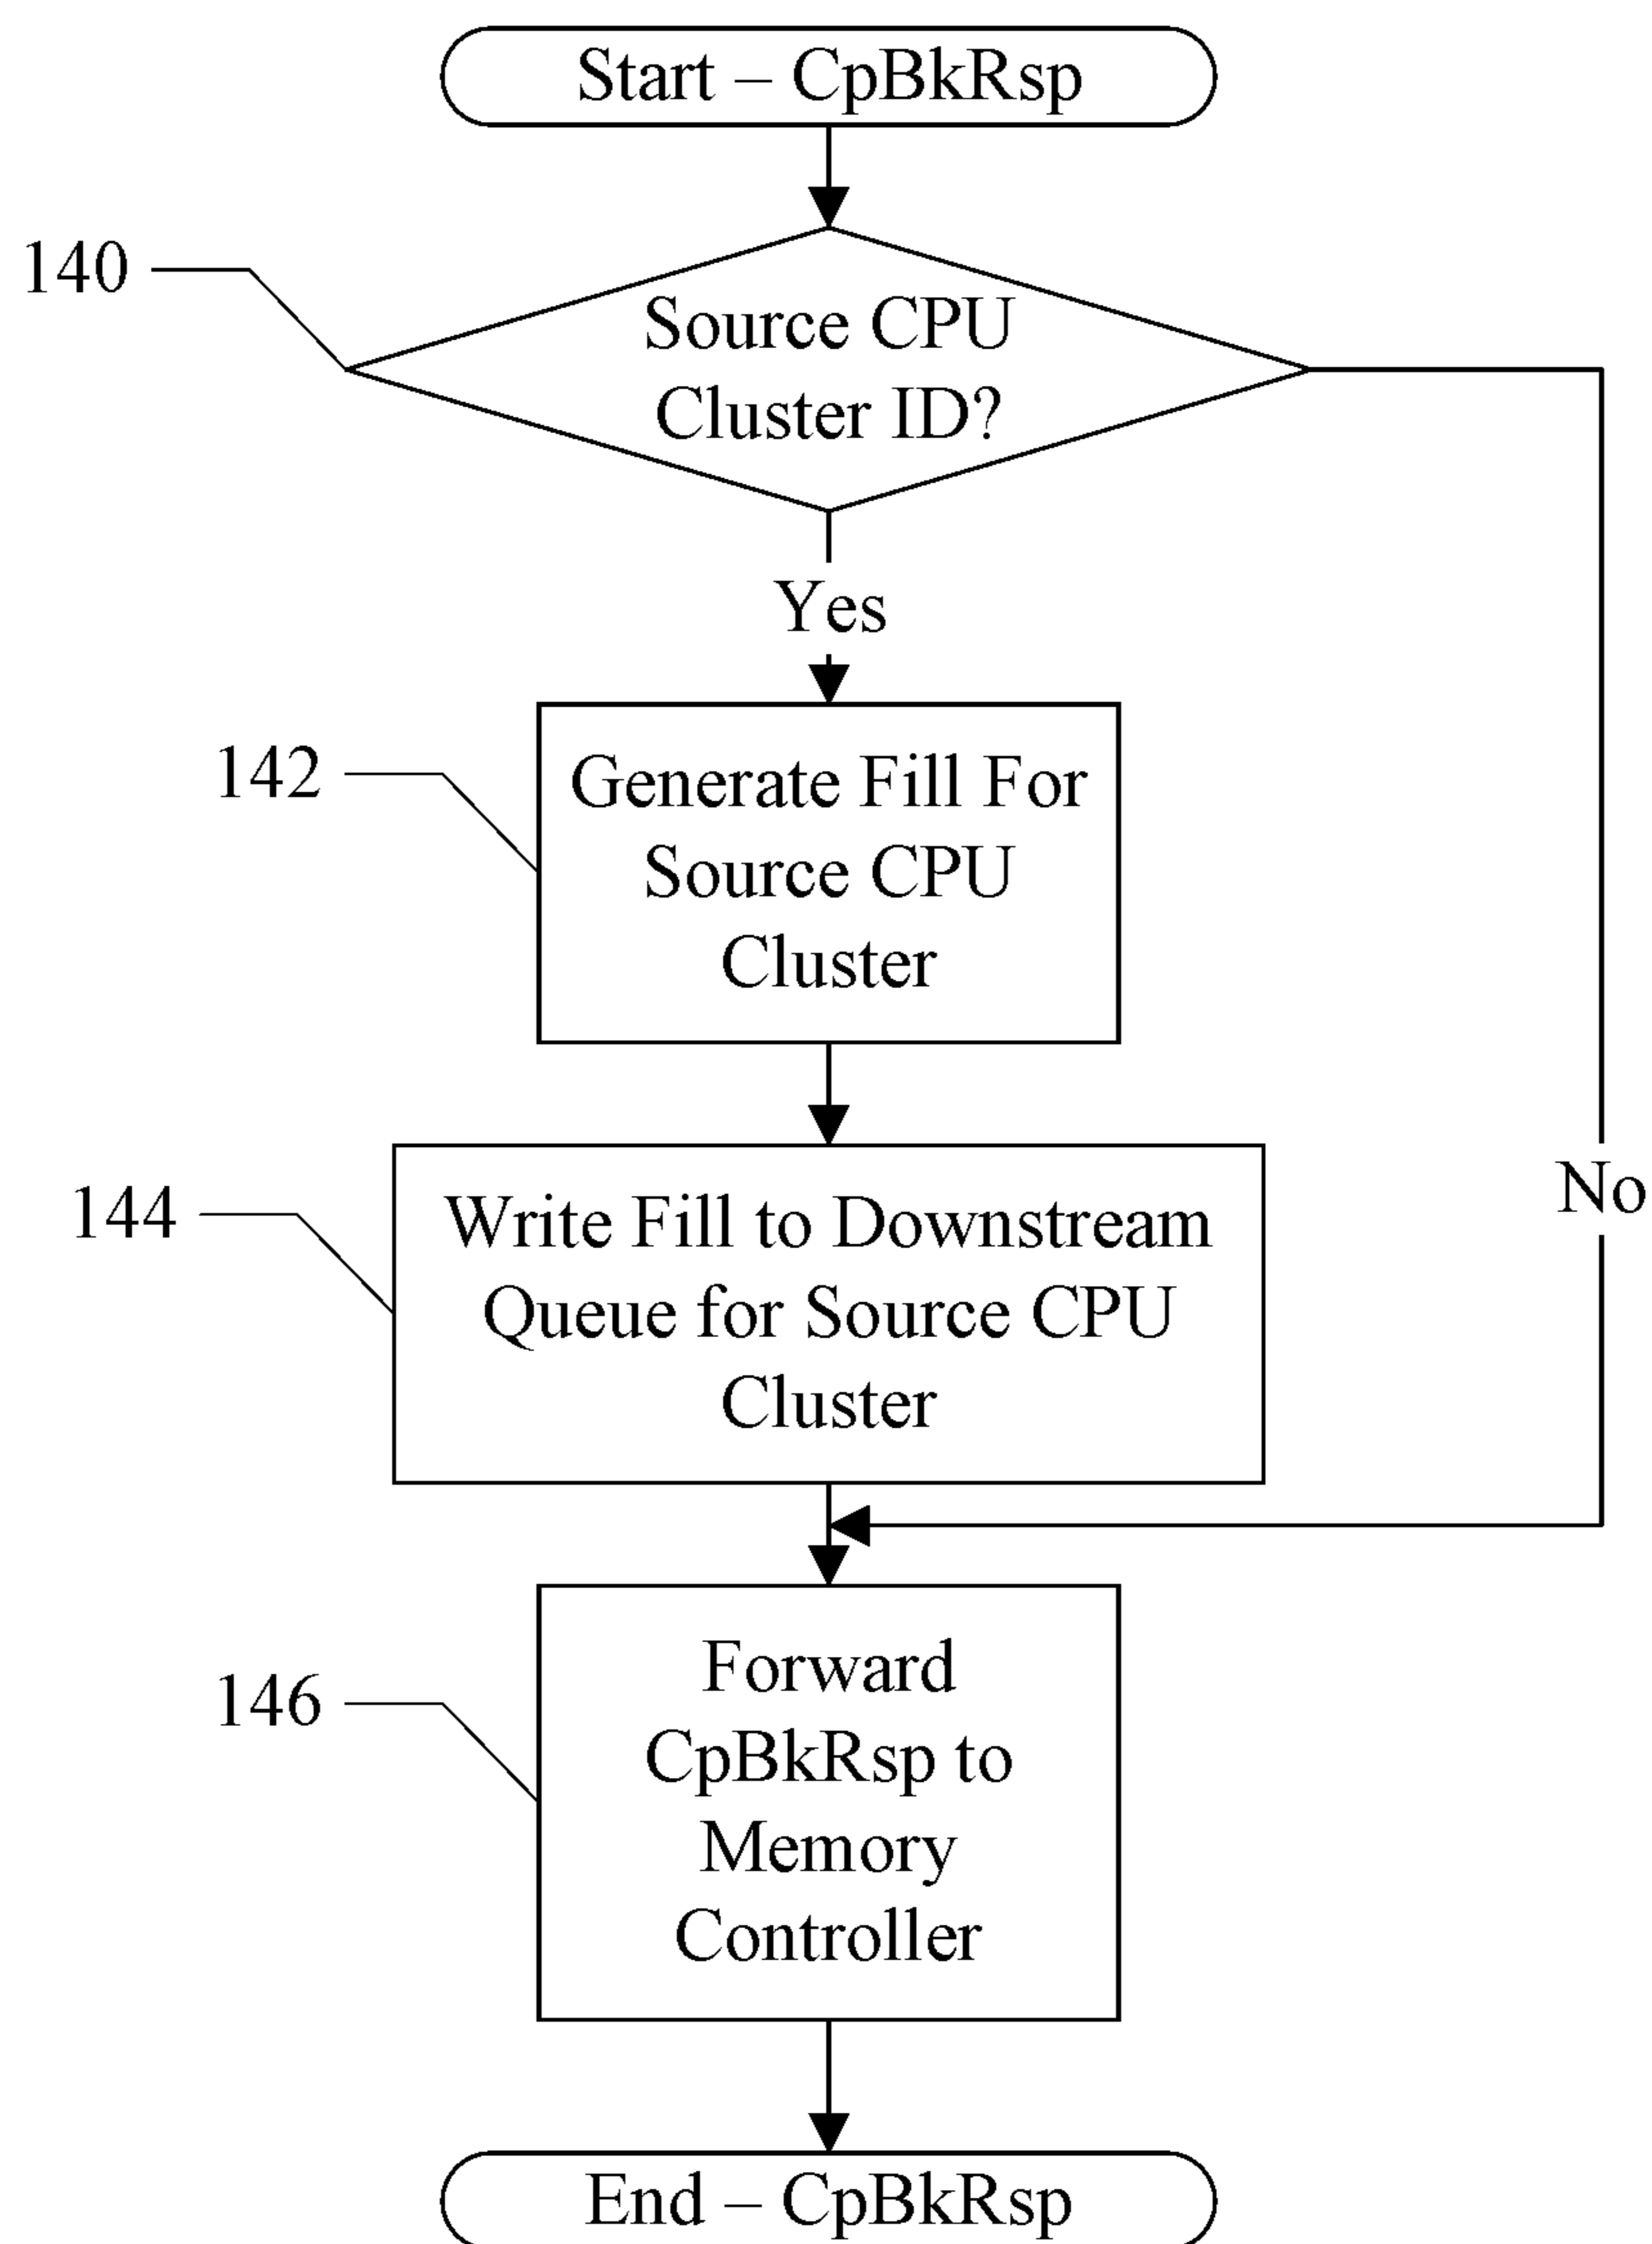 Start – CpBkRsp
140
Source CPU
Cluster ID?
Yes
142
Generate Fill For
Source CPU
Cluster
144
Write Fill to Downstream
Queue for Source CPU
Cluster
No
146
Forward
CpBkRsp to
Memory
Controller
End – CpBkRsp